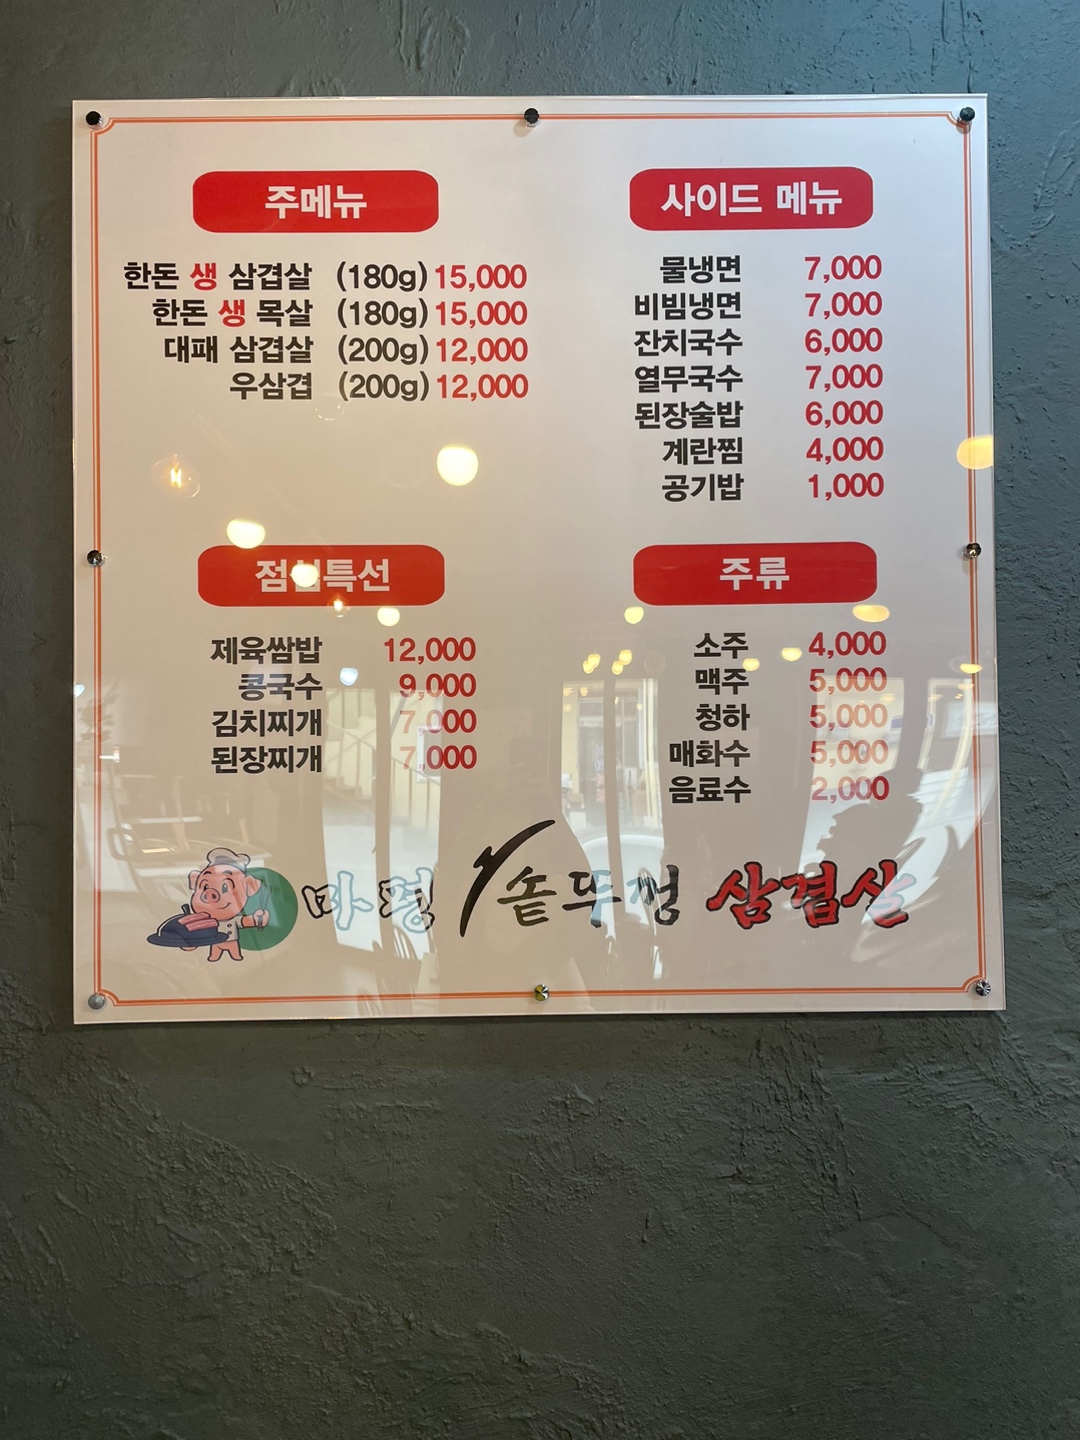 주메뉴
한돈 생 삼겹살 (180g) 15,000
한돈 생 목살 (180g) 15,000
대패 삼겹살 (200g) 12,000
우삼겹 (200g) 12,000
사이드 메뉴
물냉면 7,000
비빔냉면 7,000
잔치국수 6,000
열무국수 7,000
된장술밥 6,000
계란찜 4,000
공기밥 1,000
점심특선
제육쌈밥 12,000
콩국수 9,000
김치찌개 7,000
된장찌개 7,000
주류
소주 4,000
맥주 5,000
청하 5,000
매화수 5,000
음료수 2,000
마평 솥뚜껑 삼겹살